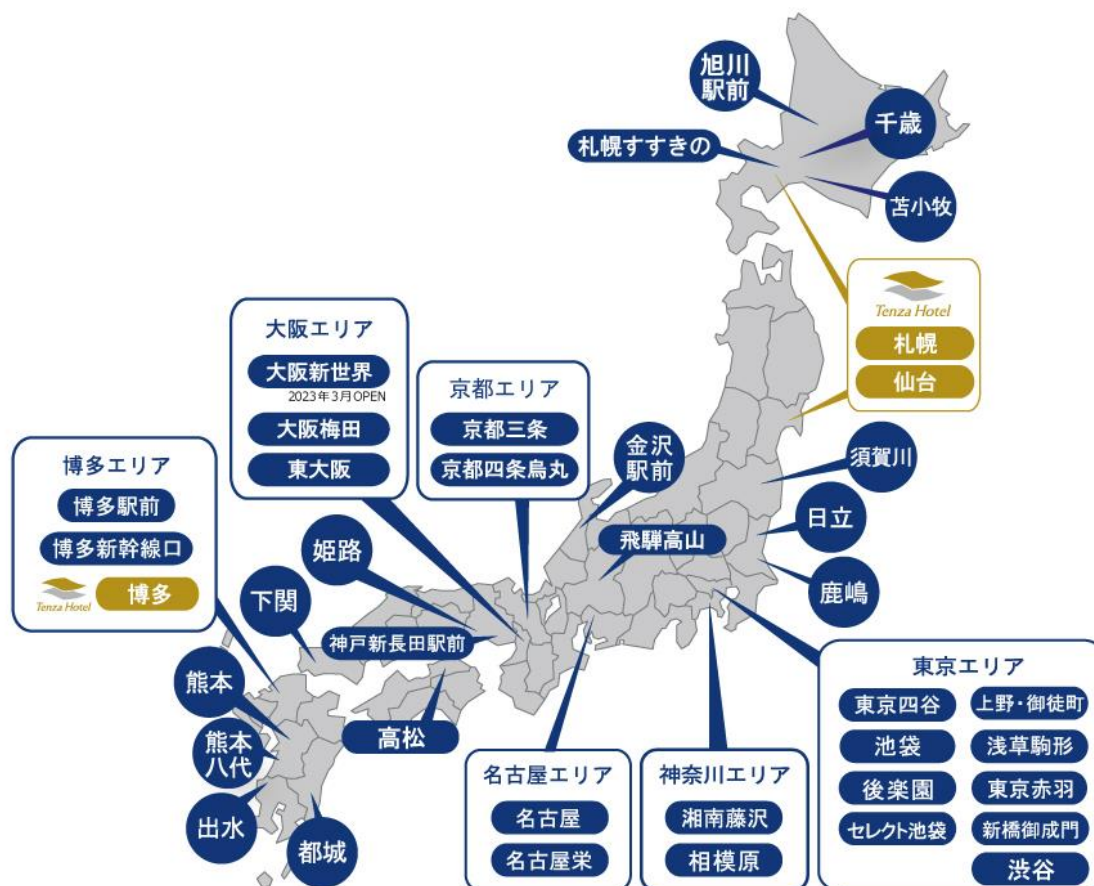 旭川
駅前
千歳
札幌すすきの
苫小牧
Tenza Hotel
札幌
仙台
大阪エリア
大阪新世界
2023年3月OPEN
大阪梅田
東大阪
京都エリア
京都三条
京都四条烏丸
金沢
駅前
須賀川
日立
鹿嶋
飛騨高山
博多エリア
博多駅前
博多新幹線口
Tenza Hotel
博多
姫路
下関
神戸新長田駅前
熊本
熊本
八代
出水
都城
高松
名古屋エリア
名古屋
名古屋栄
神奈川エリア
湘南藤沢
相模原
東京エリア
東京四谷
上野・御徒町
池袋
浅草駒形
後楽園
東京赤羽
セレクト池袋
新橋御成門
渋谷